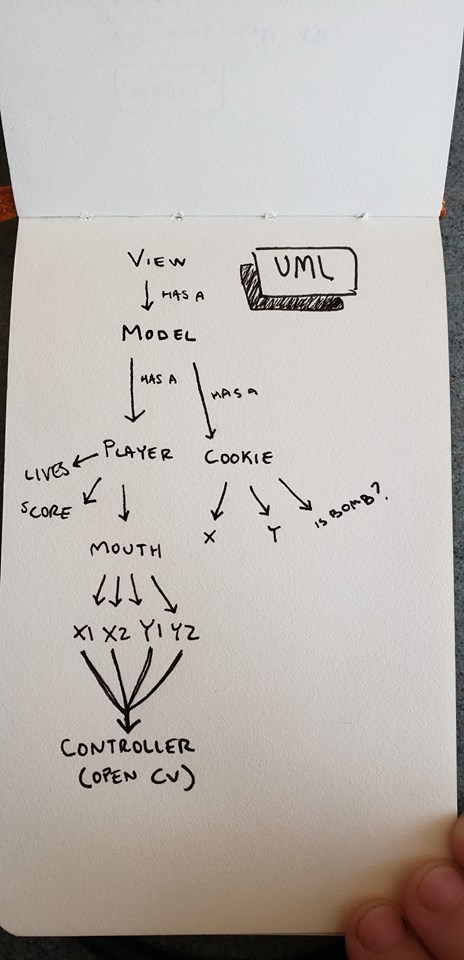 VIEW
UML
HAS A
MODEL
HAS A
HAS A
PLAYER
COOKIE
LIVES
SCORE
MOUTH
X
Y
IS BOMB?
X1 X2 Y1 Y2
CONTROLLER
(OPEN CV)